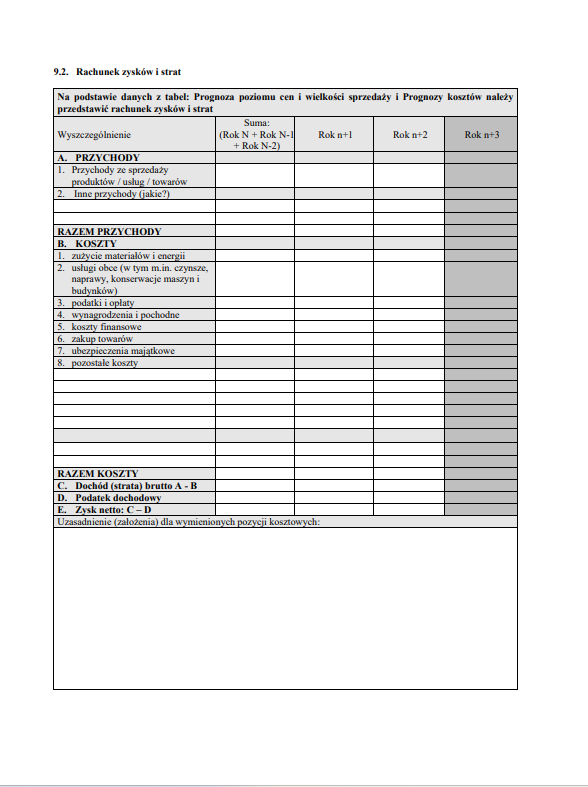 9.2. Rachunek zysków i strat
Na podstawie danych z tabel: Prognoza poziomu cen i wielkości sprzedaży i Prognozy kosztów należy
przedstawić rachunek zysków i strat
Wyszczególnienie
Suma:
(Rok N + Rok N-1
+ Rok N-2)
Rok n+1
Rok n+2
Rok n+3
A. PRZYCHODY
1. Przychody ze sprzedaży
produktów / usług / towarów
2. Inne przychody (jakie?)
RAZEM PRZYCHODY
B. KOSZTY
1. zużycie materiałów i energii
2. usługi obce (w tym m.in. czynsze,
naprawy, konserwacje maszyn i
budynków)
3. podatki i opłaty
4. wynagrodzenia i pochodne
5. koszty finansowe
6. zakup towarów
7. ubezpieczenia majątkowe
8. pozostałe koszty
RAZEM KOSZTY
C. Dochód (strata) brutto A - B
D. Podatek dochodowy
E. Zysk netto: C – D
Uzasadnienie (założenia) dla wymienionych pozycji kosztowych: